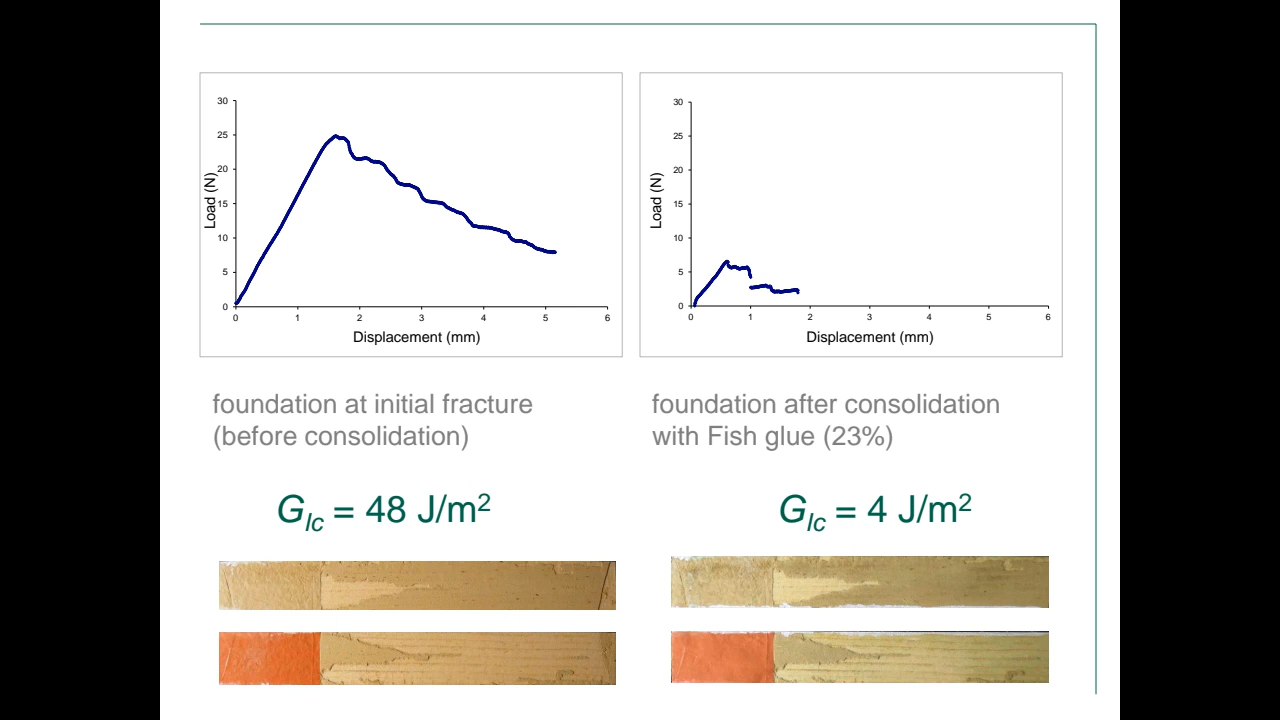 30
25
20
15
10
5
0
Load (N)
0 1 2 3 4 5 6
Displacement (mm)
30
25
20
15
10
5
0
Load (N)
0 1 2 3 4 5 6
Displacement (mm)
foundation at initial fracture
(before consolidation)
foundation after consolidation
with Fish glue (23%)
G_Ic = 48 J/m²
G_Ic = 4 J/m²